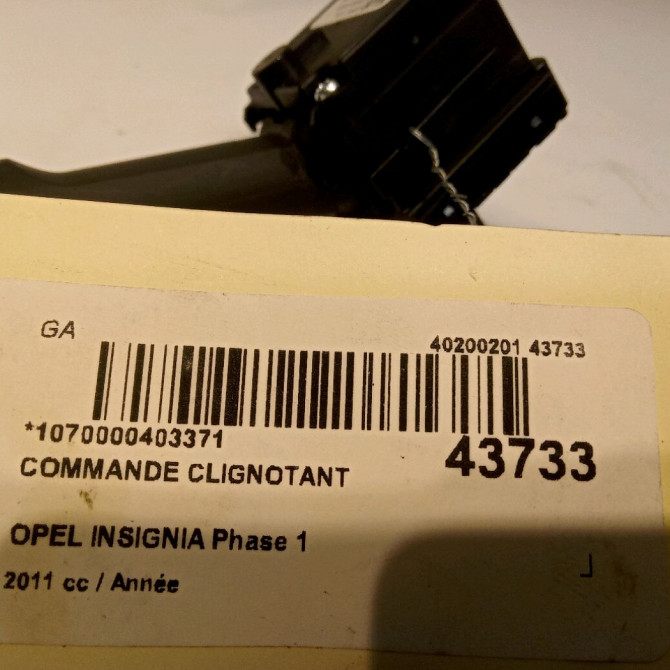 GA
40200201 43733
*1070000403371
43733
COMMANDE CLIGNOTANT
OPEL INSIGNIA Phase 1
2011 cc / Année